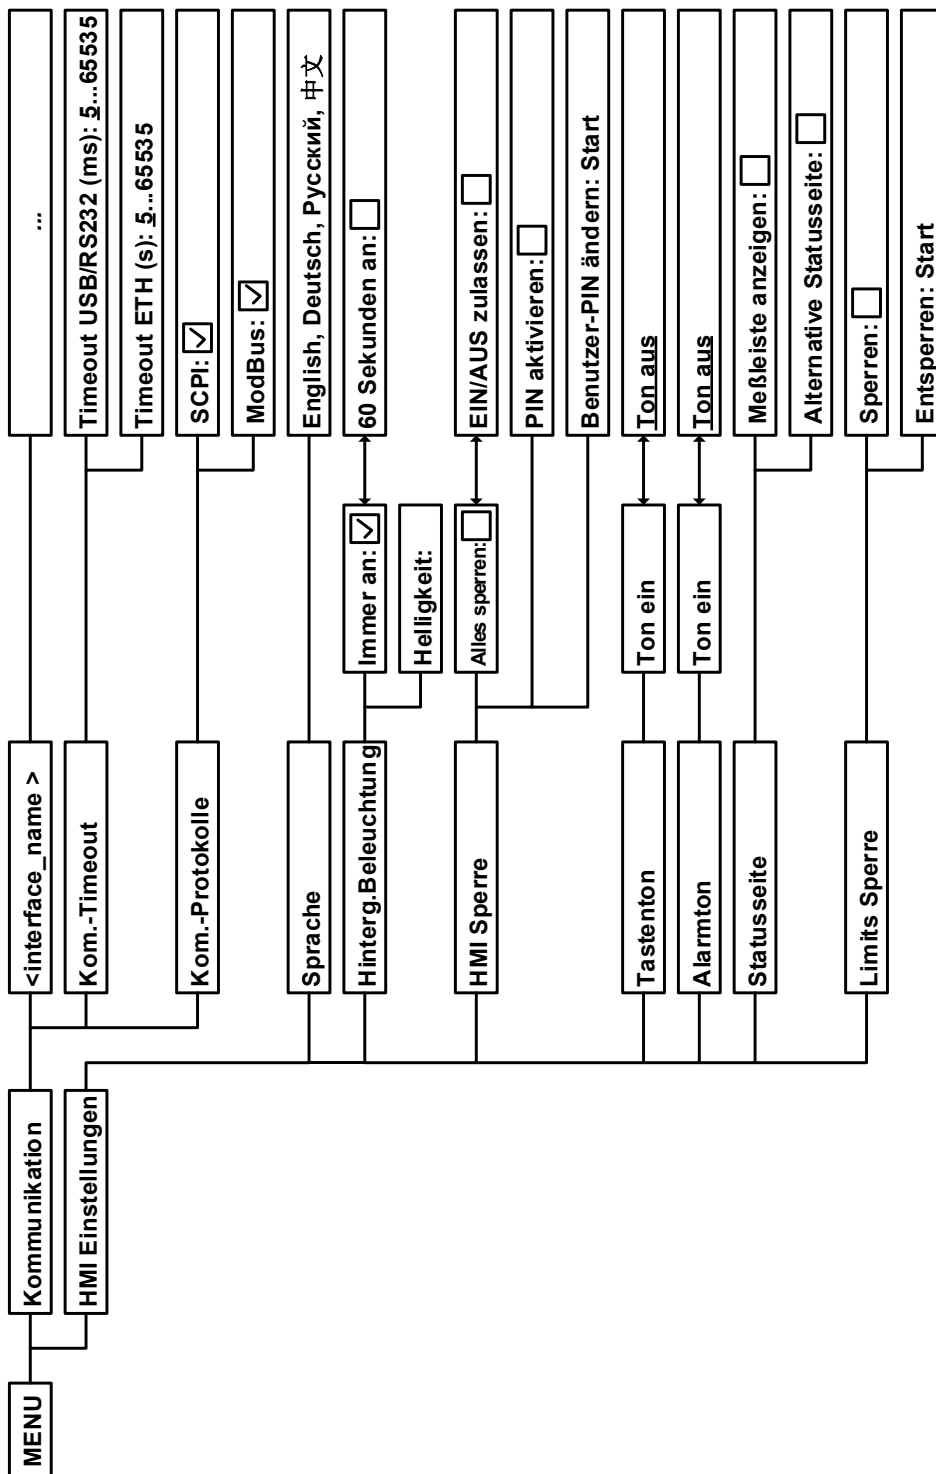 MENU
Kommunikation
<interface_name >
...
Kom.-Timeout
Timeout USB/RS232 (ms): 5...65535
Timeout ETH (s): 5...65535
Kom.-Protokolle
SCPI:
ModBus:
HMI Einstellungen
Sprache
English, Deutsch, Русский, 中文
Hinterg.Beleuchtung
Immer an:
60 Sekunden an:
Helligkeit:
HMI Sperre
Alles sperren:
EIN/AUS zulassen:
PIN aktivieren:
Benutzer-PIN ändern: Start
Tastenton
Ton ein
Ton aus
Alarmton
Ton ein
Ton aus
Statusseite
Meßleiste anzeigen:
Alternative Statusseite:
Limits Sperre
Sperren:
Entsperren: Start